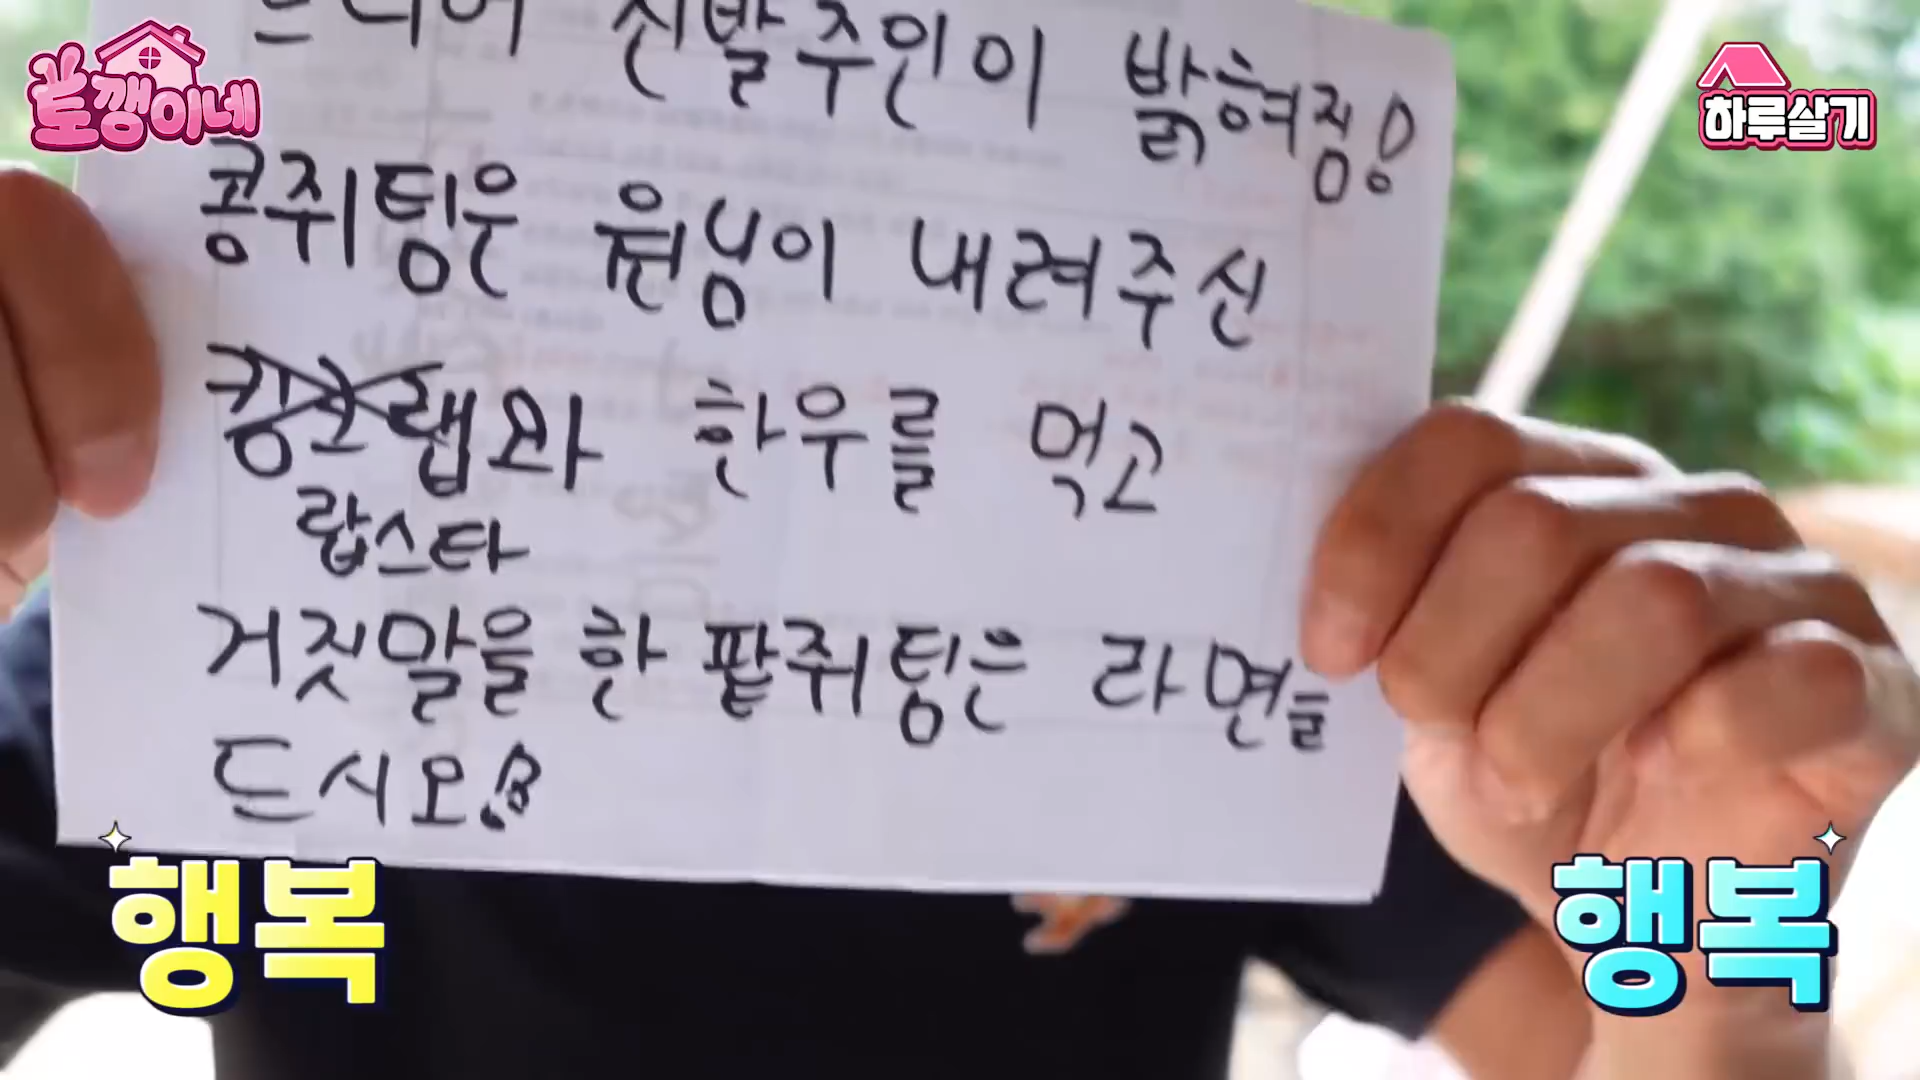 토깽이네
하루살기
드디어 신발주인이 밝혀짐!
콩쥐팀은 원님이 내려주신
킹크랩와 한우를 먹고
랍스타
거짓말을 한 팥쥐팀은 라면을
드시오!
행복 행복